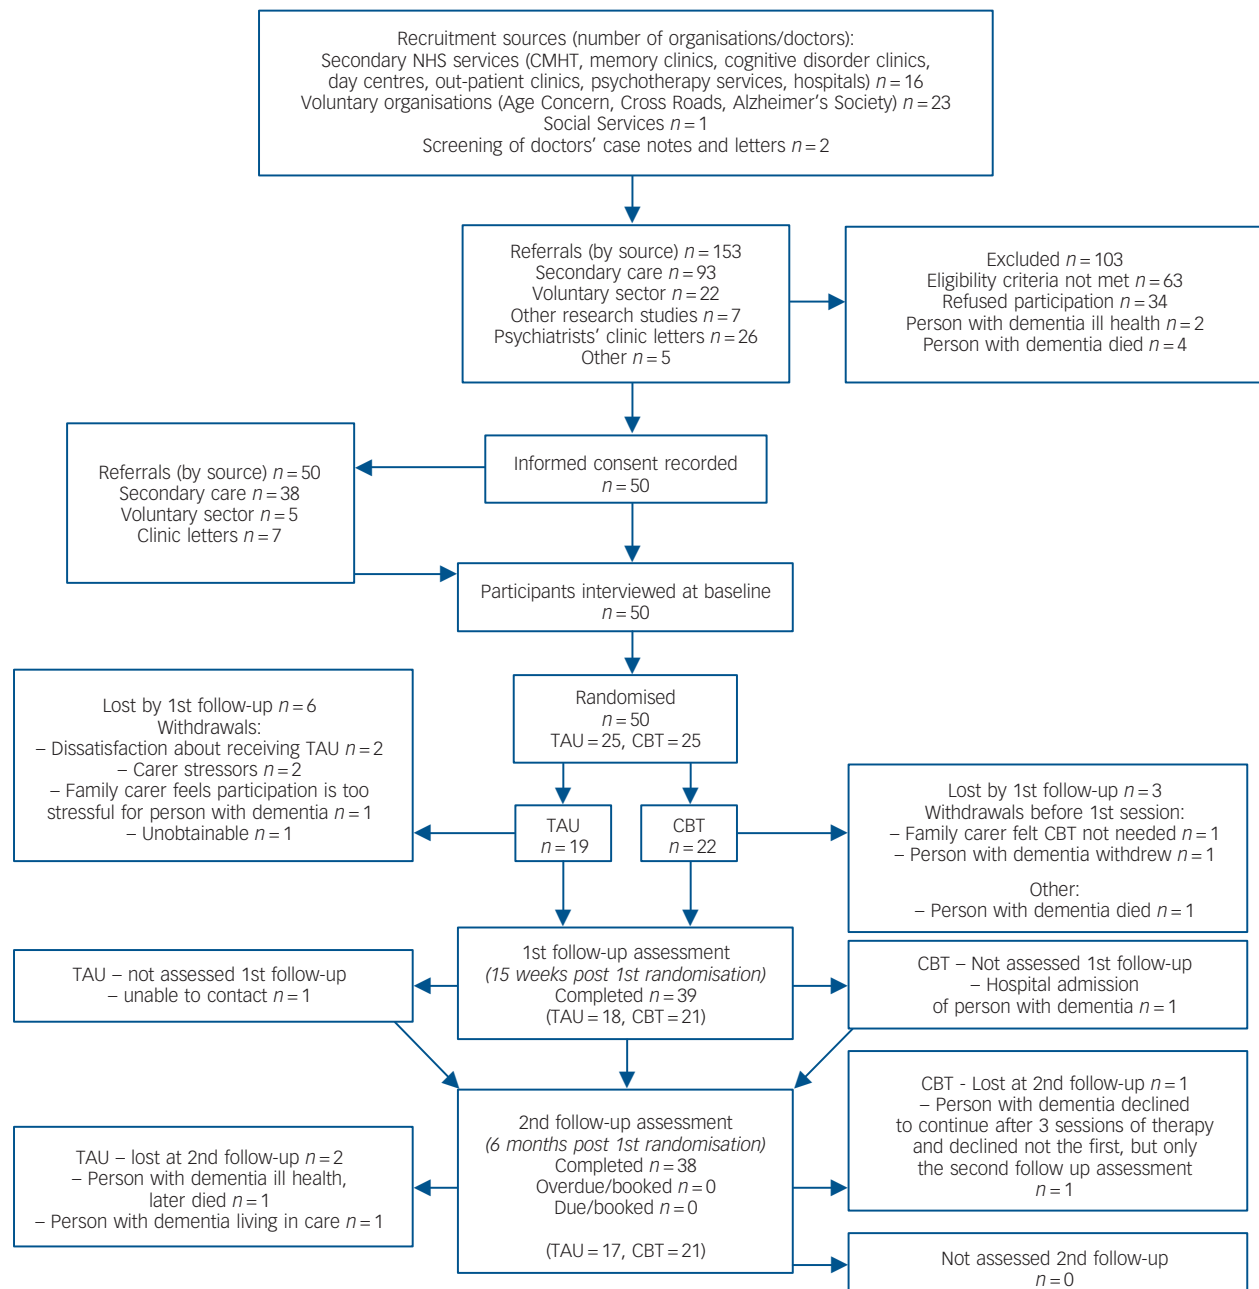 Recruitment sources (number of organisations/doctors):
Secondary NHS services (CMHT, memory clinics, cognitive disorder clinics,
day centres, out-patient clinics, psychotherapy services, hospitals) n = 16
Voluntary organisations (Age Concern, Cross Roads, Alzheimer's Society) n = 23
Social Services n = 1
Screening of doctors' case notes and letters n = 2
Referrals (by source) n = 153
Secondary care n = 93
Voluntary sector n = 22
Other research studies n = 7
Psychiatrists' clinic letters n = 26
Other n = 5
Excluded n = 103
Eligibility criteria not met n = 63
Refused participation n = 34
Person with dementia ill health n = 2
Person with dementia died n = 4
Informed consent recorded
n = 50
Referrals (by source) n = 50
Secondary care n = 38
Voluntary sector n = 5
Clinic letters n = 7
Participants interviewed at baseline
n = 50
Randomised
n = 50
TAU = 25, CBT = 25
Lost by 1st follow-up n = 6
Withdrawals:
– Dissatisfaction about receiving TAU n = 2
– Carer stressors n = 2
– Family carer feels participation is too
stressful for person with dementia n = 1
– Unobtainable n = 1
TAU
n = 19
CBT
n = 22
Lost by 1st follow-up n = 3
Withdrawals before 1st session:
– Family carer felt CBT not needed n = 1
– Person with dementia withdrew n = 1
Other:
– Person with dementia died n = 1
1st follow-up assessment
(15 weeks post 1st randomisation)
Completed n = 39
(TAU = 18, CBT = 21)
TAU – not assessed 1st follow-up
– unable to contact n = 1
CBT – Not assessed 1st follow-up
– Hospital admission
of person with dementia n = 1
2nd follow-up assessment
(6 months post 1st randomisation)
Completed n = 38
Overdue/booked n = 0
Due/booked n = 0
(TAU = 17, CBT = 21)
TAU – lost at 2nd follow-up n = 2
– Person with dementia ill health,
later died n = 1
– Person with dementia living in care n = 1
CBT - Lost at 2nd follow-up n = 1
– Person with dementia declined
to continue after 3 sessions of therapy
and declined not the first, but only
the second follow up assessment
n = 1
Not assessed 2nd follow-up
n = 0